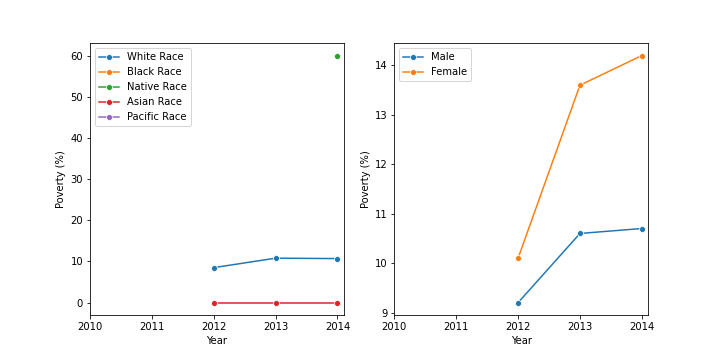 60
50
40
30
20
10
0
Poverty (%)
White Race
Black Race
Native Race
Asian Race
Pacific Race
2010 2011 2012 2013 2014
Year
14
13
12
11
10
9
Poverty (%)
Male
Female
2010 2011 2012 2013 2014
Year